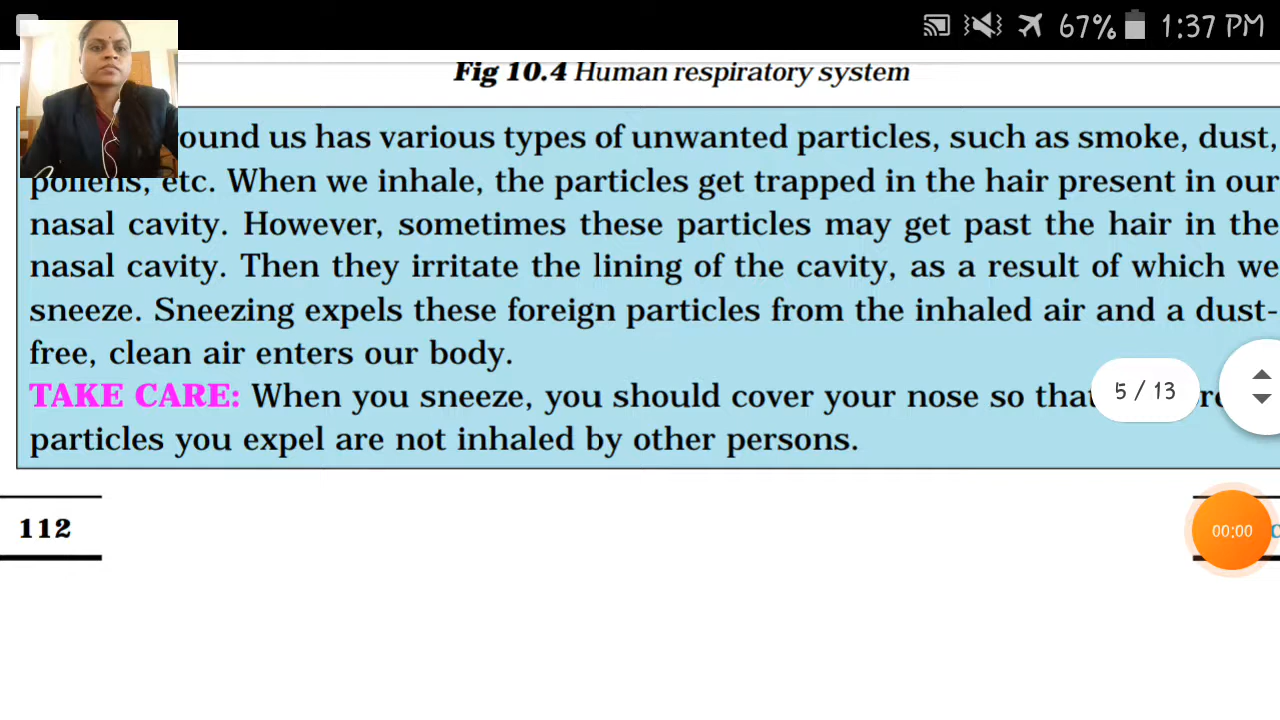 67% 1:37 PM
Fig 10.4 Human respiratory system
round us has various types of unwanted particles, such as smoke, dust,
pollens, etc. When we inhale, the particles get trapped in the hair present in our
nasal cavity. However, sometimes these particles may get past the hair in the
nasal cavity. Then they irritate the lining of the cavity, as a result of which we
sneeze. Sneezing expels these foreign particles from the inhaled air and a dust-
free, clean air enters our body.
TAKE CARE: When you sneeze, you should cover your nose so that
particles you expel are not inhaled by other persons.
5 / 13
112
00:00